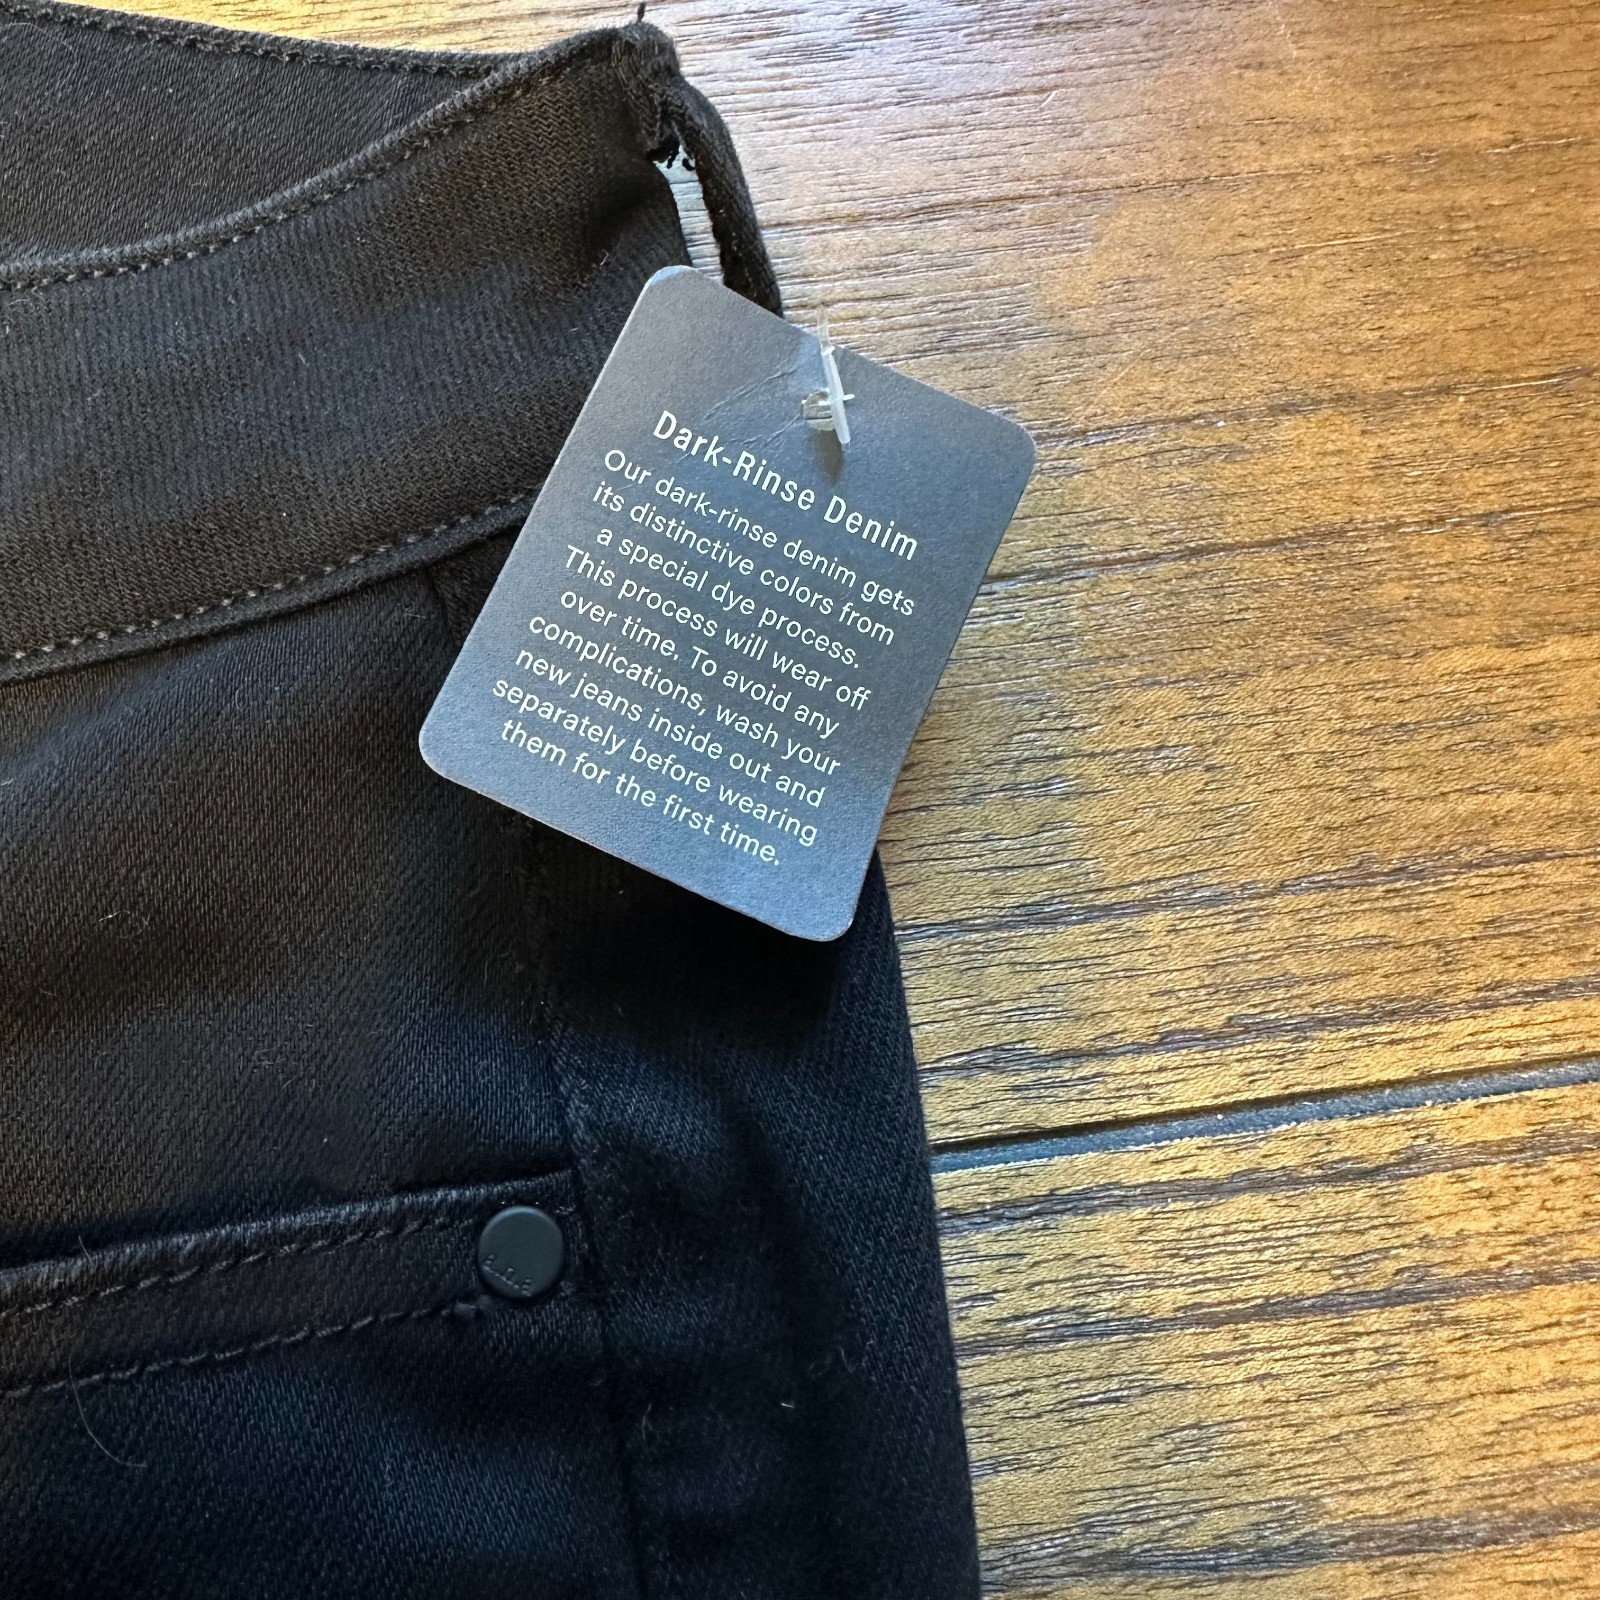 Dark-Rinse Denim
Our dark-rinse denim gets
its distinctive colors from
a special dye process.
This process will wear off
over time. To avoid any
complications, wash your
new jeans inside out and
separately before wearing
them for the first time.
a.n.a